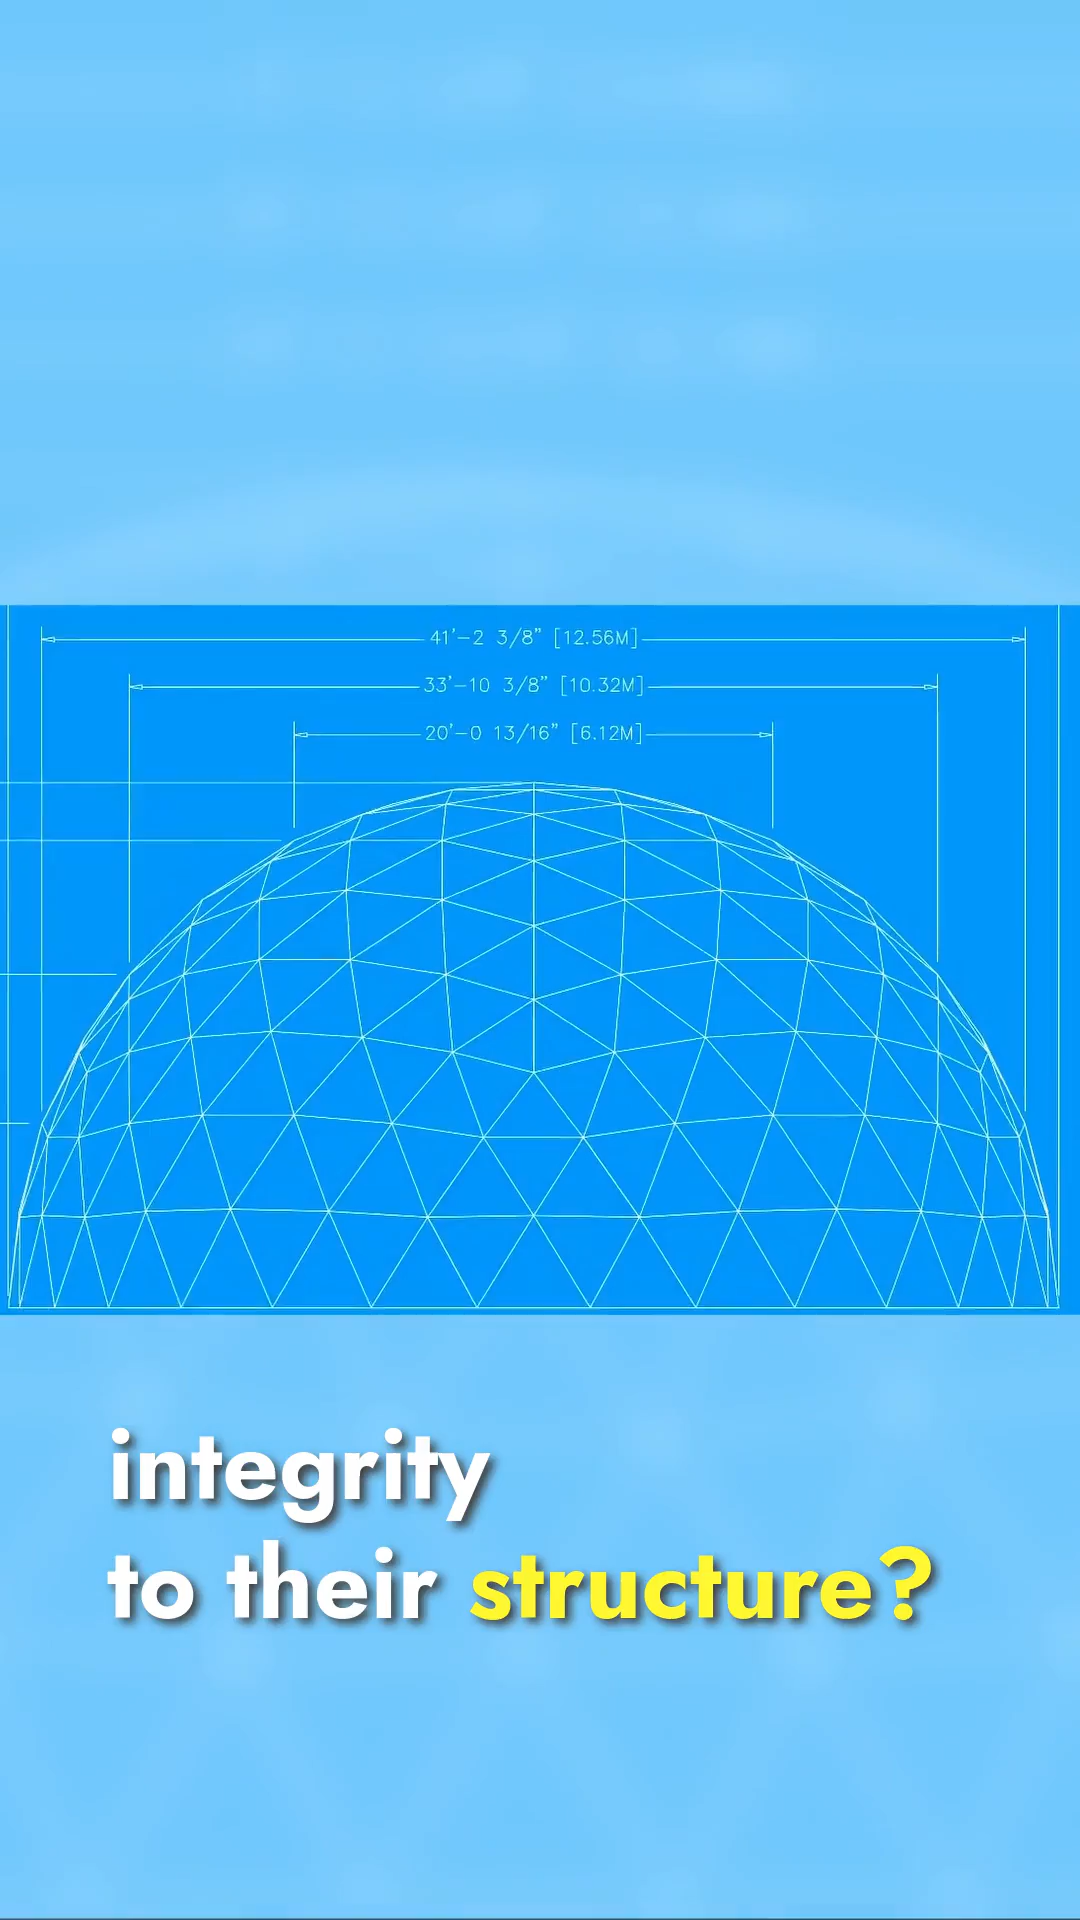 41'-2 3/8" [12.56M]
33'-10 3/8" [10.32M]
20'-0 13/16" [6.12M]
integrity
to their structure?